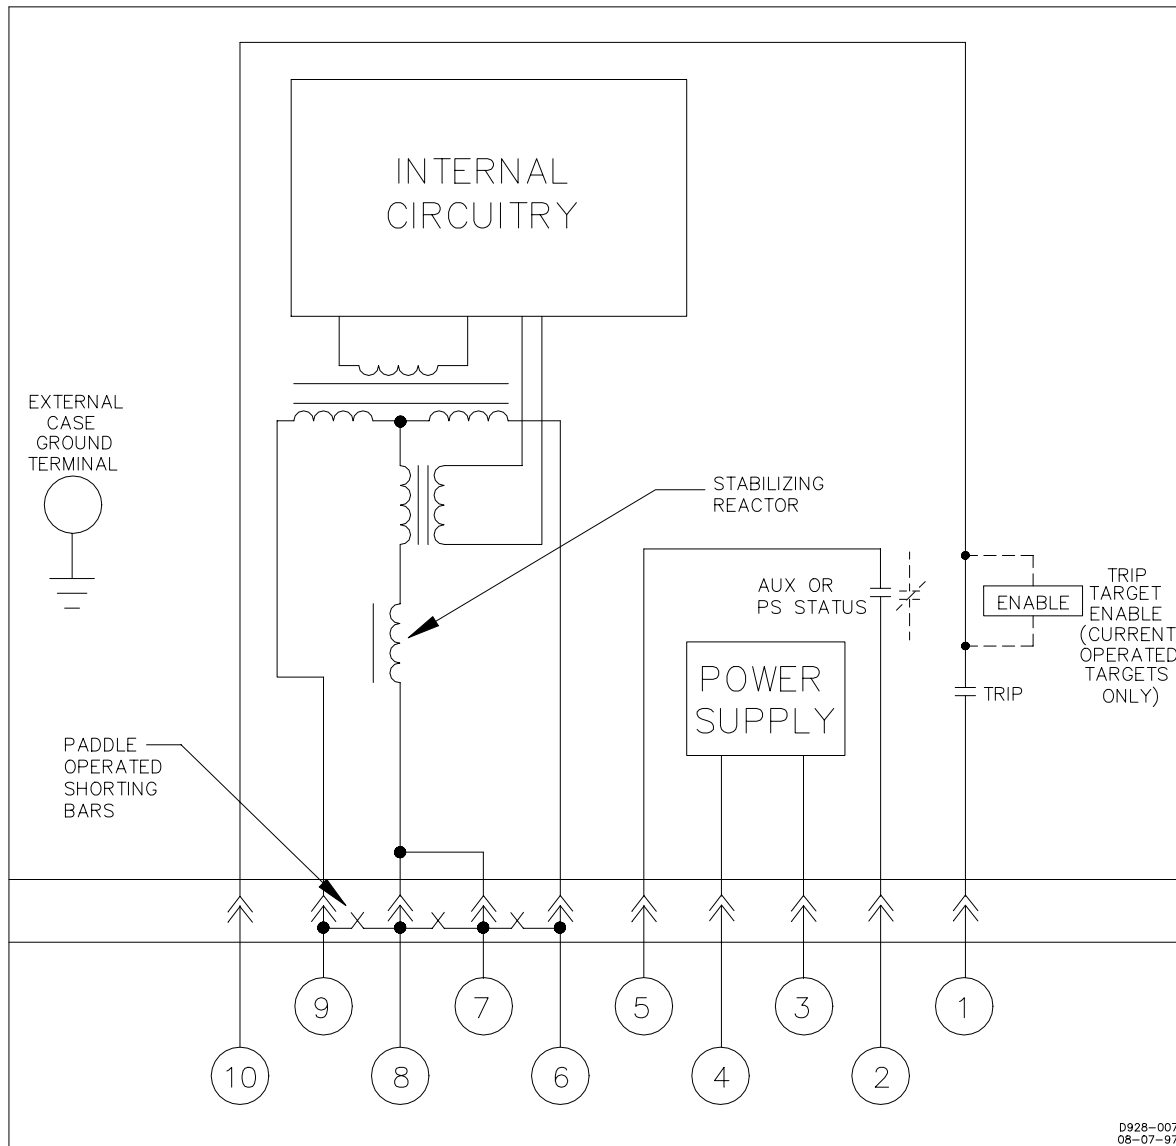 INTERNAL
CIRCUITRY
EXTERNAL
CASE
GROUND
TERMINAL
STABILIZING
REACTOR
AUX OR
PS STATUS
ENABLE
TRIP
TARGET
ENABLE
(CURRENT
OPERATED
TARGETS
ONLY)
TRIP
POWER
SUPPLY
PADDLE
OPERATED
SHORTING
BARS
9
7
5
3
1
10
8
6
4
2
D928-007
08-07-97